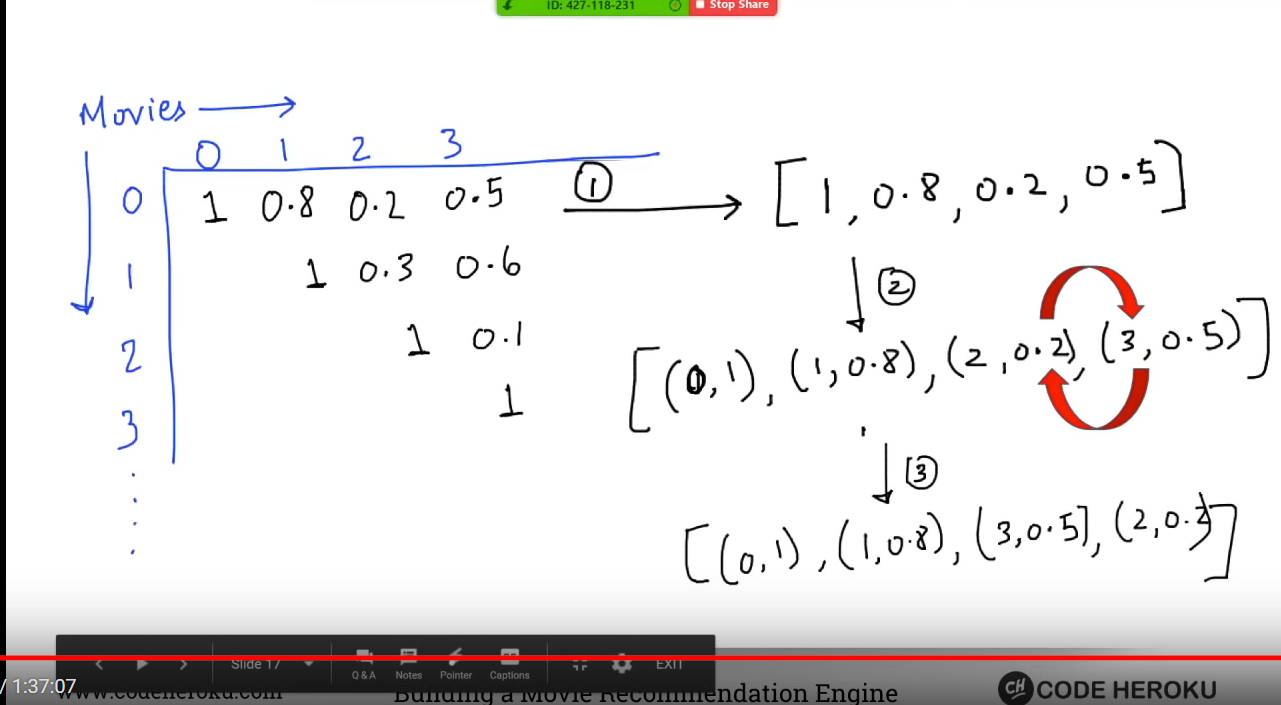 ID: 427-118-231 Stop Share
Movies
0 1 2 3
0 1 0.8 0.2 0.5 1 [1, 0.8, 0.2, 0.5]
1 1 0.3 0.6 2
2 1 0.1 [(0,1), (1,0.8), (2,0.2), (3,0.5)]
3 1
3
[(0,1), (1,0.8), (3,0.5], (2,0.2)]
Slide 17 Q & A Notes Pointer Captions EXIT
/ 1:37:07 www.codeheroku.com Building a Movie Recommendation Engine CH CODE HEROKU